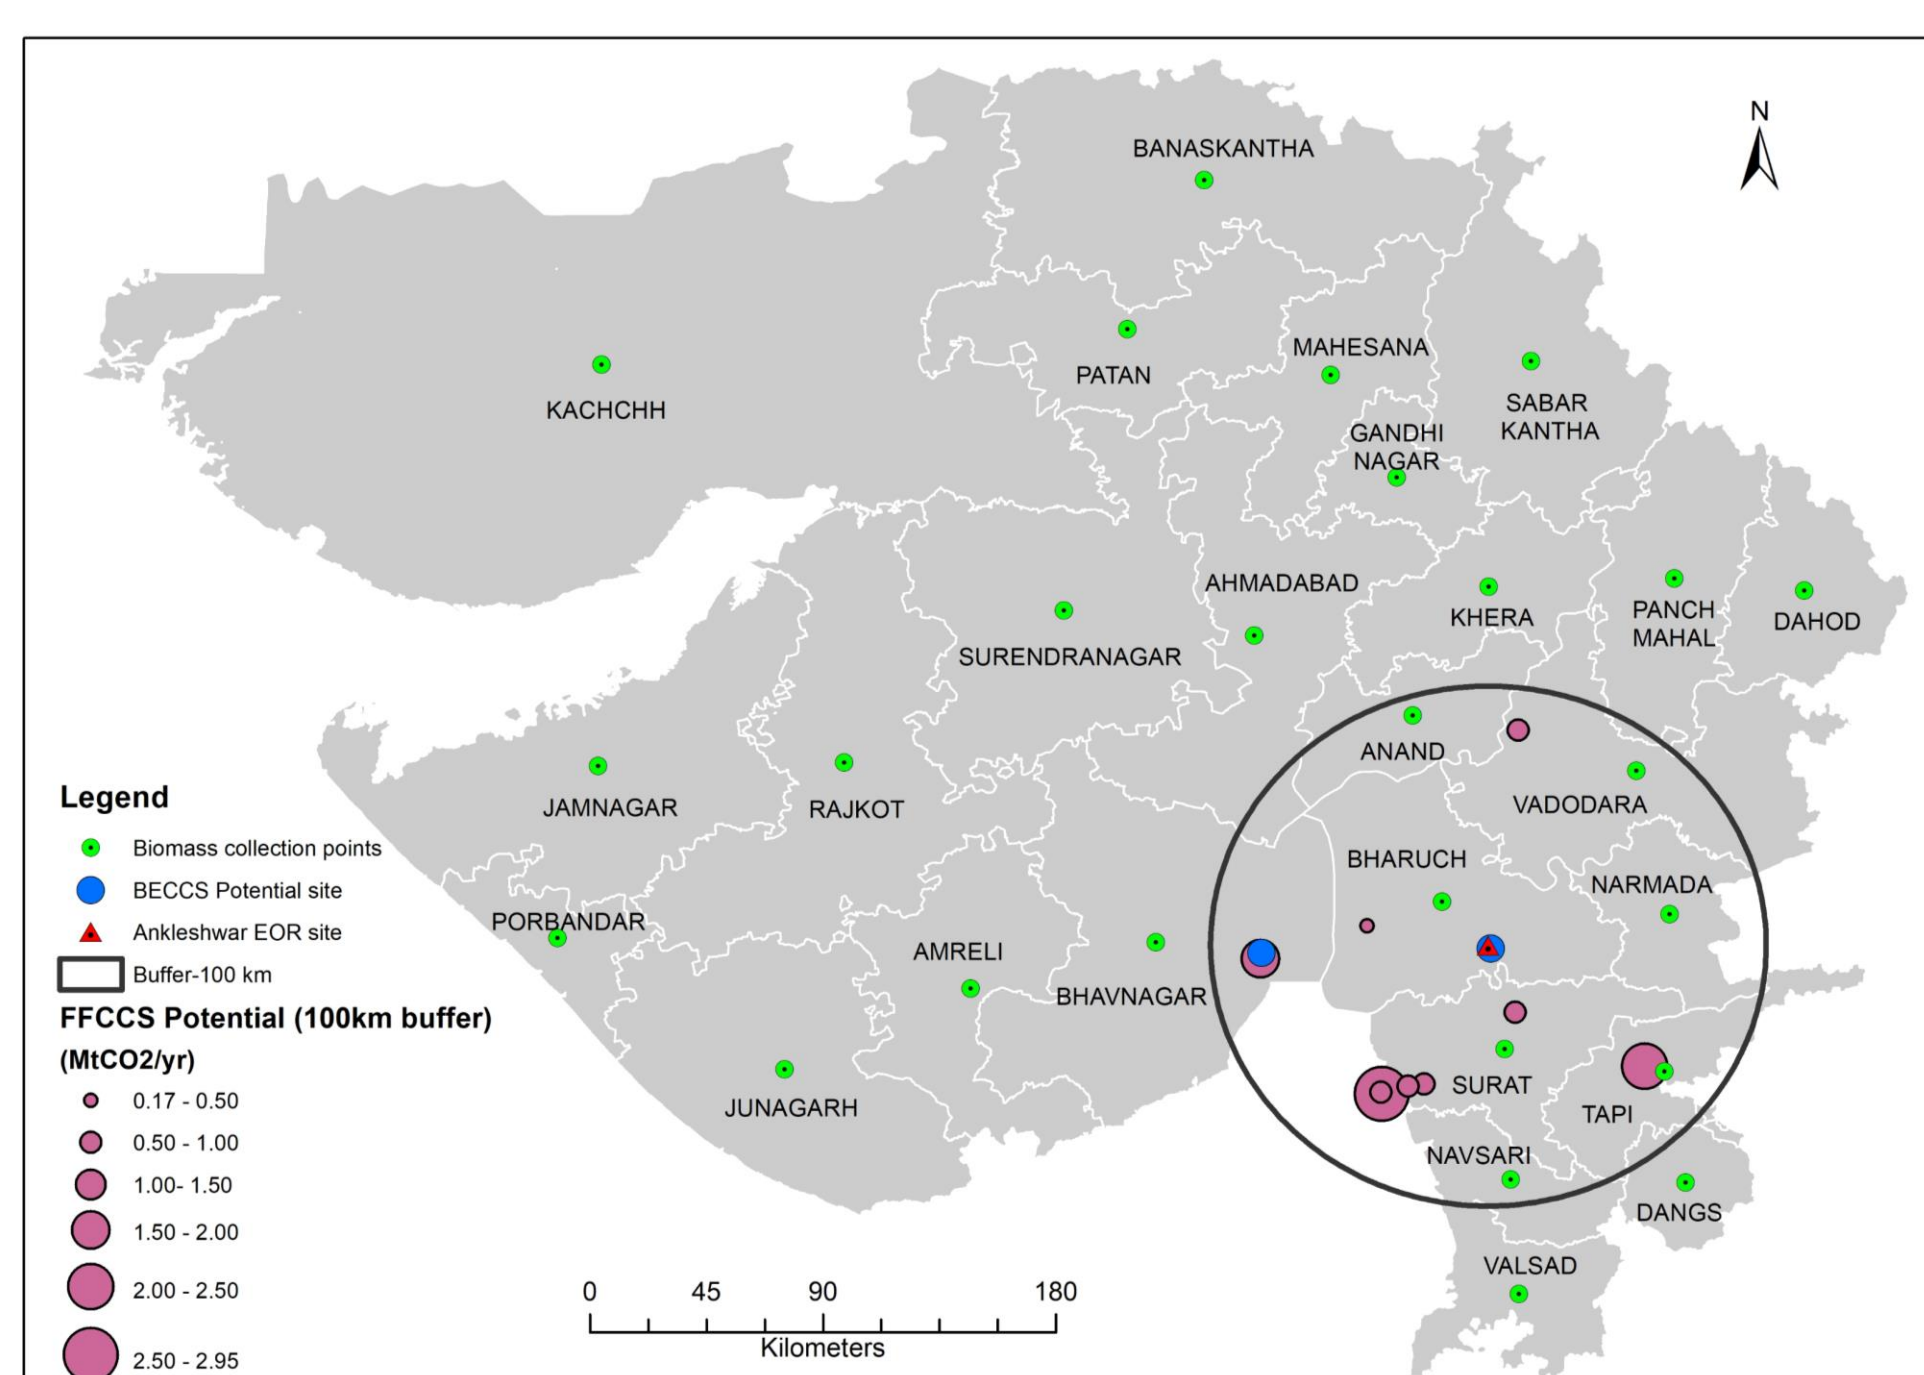 N
BANASKANTHA
MAHESANA
PATAN
KACHCHH
SABAR
KANTHA
GANDHI
NAGAR
AHMADABAD
KHERA
PANCH
MAHAL
DAHOD
SURENDRANAGAR
ANAND
JAMNAGAR
RAJKOT
VADODARA
BHARUCH
NARMADA
PORBANDAR
AMRELI
BHAVNAGAR
SURAT
JUNAGARH
TAPI
NAVSARI
DANGS
VALSAD
Legend
Biomass collection points
BECCS Potential site
Ankleshwar EOR site
Buffer-100 km
FFCCS Potential (100km buffer)
(MtCO2/yr)
0.17 - 0.50
0.50 - 1.00
1.00- 1.50
1.50 - 2.00
2.00 - 2.50
2.50 - 2.95
0 45 90 180
Kilometers